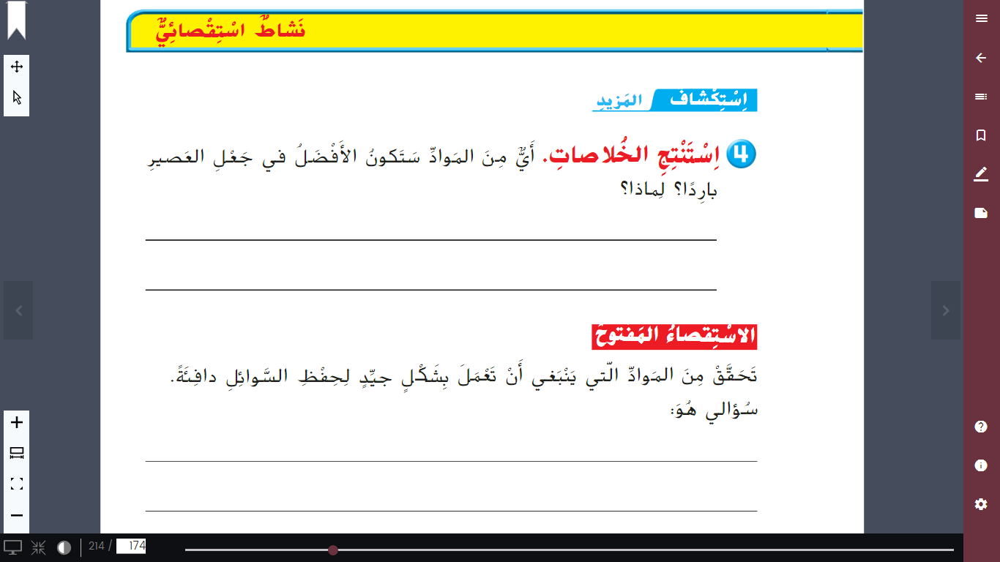 نَشاطٌ اسْتِقْصائِيٌّ
اِسْتِكْشافُ المَزيدِ
4 اِسْتَنْتِجِ الخُلاصاتِ. أَيٌّ مِنَ المَوادِّ سَتَكونُ الأَفْضَلُ في جَعْلِ العَصيرِ
بارِدًا؟ لِماذا؟
الاسْتِقصاءُ المَفْتوحُ
تَحَقَّقْ مِنَ المَوادِّ الّتي يَنْبَغي أَنْ تَعْمَلَ بِشَكْلٍ جيِّدٍ لِحِفْظِ السَّوائِلِ دافِئَةً.
سُؤالي هُوَ:
214 / 174